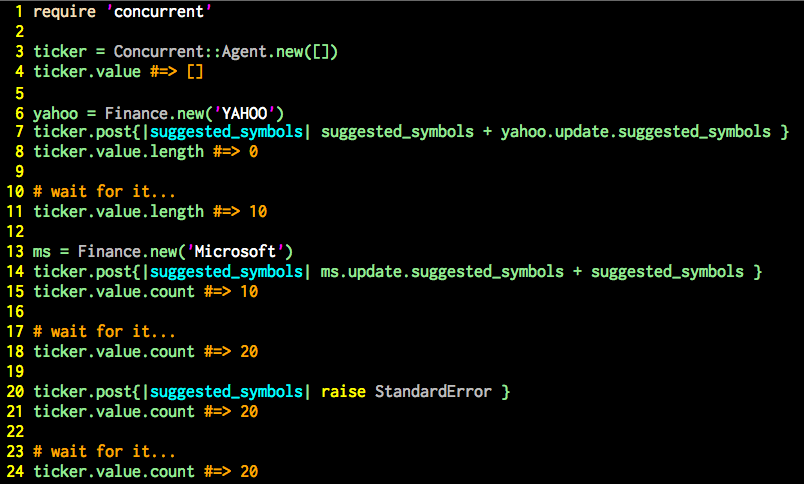 1 require 'concurrent'
2
3 ticker = Concurrent::Agent.new([])
4 ticker.value #=> []
5
6 yahoo = Finance.new('YAHOO')
7 ticker.post{|suggested_symbols| suggested_symbols + yahoo.update.suggested_symbols }
8 ticker.value.length #=> 0
9
10 # wait for it...
11 ticker.value.length #=> 10
12
13 ms = Finance.new('Microsoft')
14 ticker.post{|suggested_symbols| ms.update.suggested_symbols + suggested_symbols }
15 ticker.value.count #=> 10
16
17 # wait for it...
18 ticker.value.count #=> 20
19
20 ticker.post{|suggested_symbols| raise StandardError }
21 ticker.value.count #=> 20
22
23 # wait for it...
24 ticker.value.count #=> 20